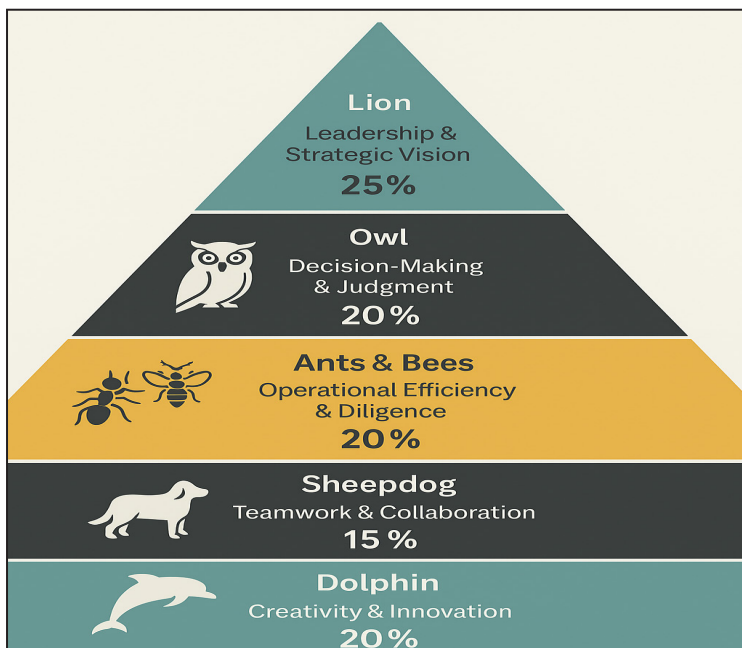 Lion
Leadership &
Strategic Vision
25%
Owl
Decision-Making
& Judgment
20%
Ants & Bees
Operational Efficiency
& Diligence
20%
Sheepdog
Teamwork & Collaboration
15%
Dolphin
Creativity & Innovation
20%